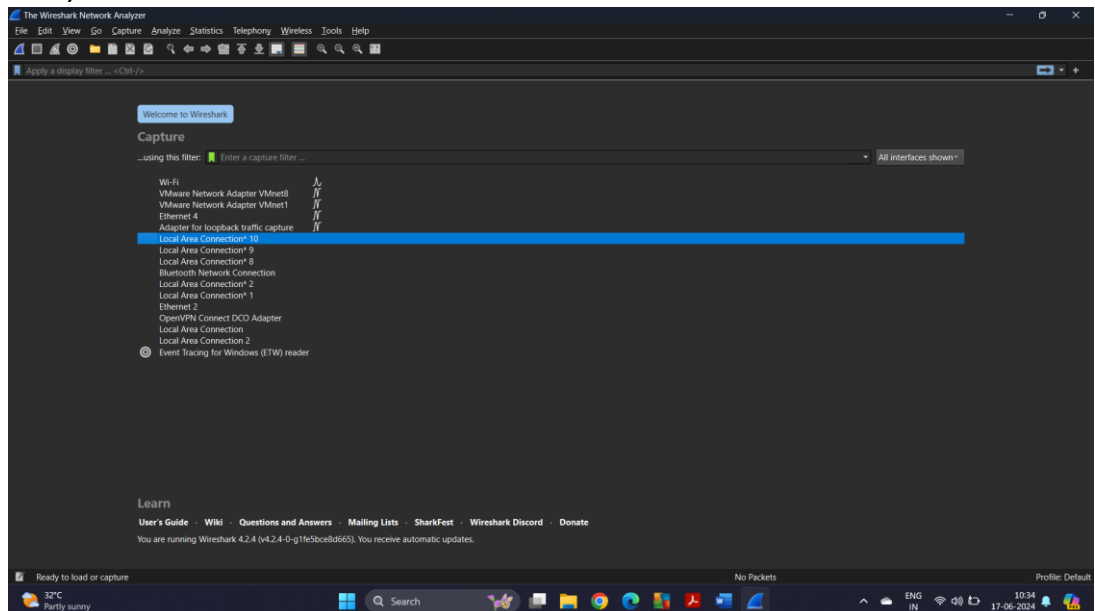 The Wireshark Network Analyzer
File Edit View Go Capture Analyze Statistics Telephony Wireless Tools Help
Apply a display filter ... <Ctrl-/>
Welcome to Wireshark
Capture
...using this filter: Enter a capture filter ... All interfaces shown
Wi-Fi
VMware Network Adapter VMnet8
VMware Network Adapter VMnet1
Ethernet 4
Adapter for loopback traffic capture
Local Area Connection* 10
Local Area Connection* 9
Local Area Connection* 8
Bluetooth Network Connection
Local Area Connection* 2
Local Area Connection* 1
Ethernet 2
OpenVPN Connect DCO Adapter
Local Area Connection
Local Area Connection 2
Event Tracing for Windows (ETW) reader
Learn
User's Guide · Wiki · Questions and Answers · Mailing Lists · SharkFest · Wireshark Discord · Donate
You are running Wireshark 4.2.4 (v4.2.4-0-g1fe5bce8d665). You receive automatic updates.
Ready to load or capture No Packets Profile: Default
32°C Search ENG 10:34
Partly sunny IN 17-06-2024